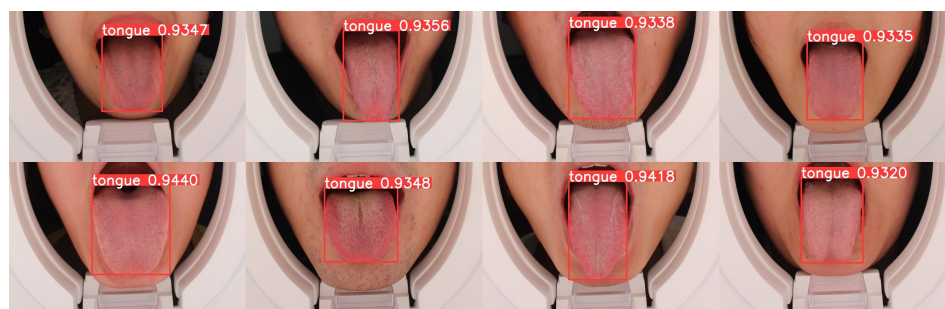 tongue 0.9347
tongue 0.9356
tongue 0.9338
tongue 0.9335
tongue 0.9440
tongue 0.9348
tongue 0.9418
tongue 0.9320